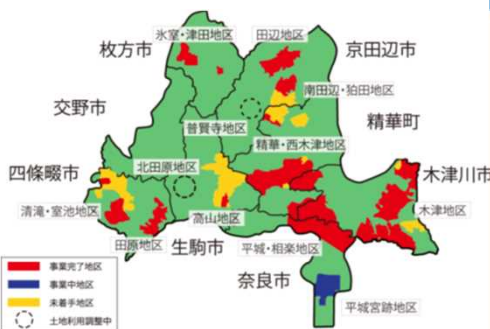 氷室・津田地区
田辺地区
枚方市
京田辺市
南田辺・狛田地区
交野市
普賢寺地区
精華町
精華・西木津地区
四條畷市
北田原地区
木津川市
清滝・室池地区
高山地区
木津地区
田原地区
生駒市
平城・相楽地区
奈良市
平城宮跡地区
事業完了地区
事業中地区
未着手地区
土地利用調整中